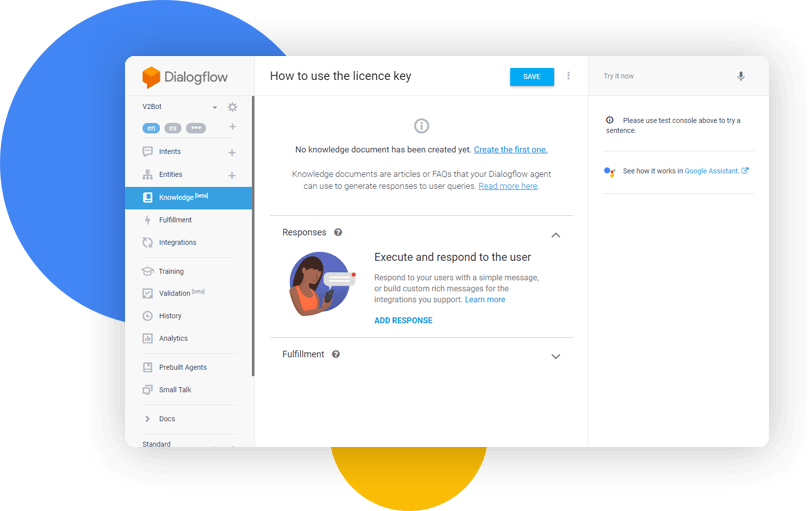 Dialogflow
V2Bot
en es
Intents
Entities
Knowledge [beta]
Fulfillment
Integrations
Training
Validation [beta]
History
Analytics
Prebuilt Agents
Small Talk
Docs
Standard
How to use the licence key
SAVE
No knowledge document has been created yet. Create the first one.
Knowledge documents are articles or FAQs that your Dialogflow agent
can use to generate responses to user queries. Read more here.
Responses
Execute and respond to the user
Respond to your users with a simple message,
or build custom rich messages for the
integrations you support. Learn more
ADD RESPONSE
Fulfillment
Try it now
Please use test console above to try a
sentence.
See how it works in Google Assistant.